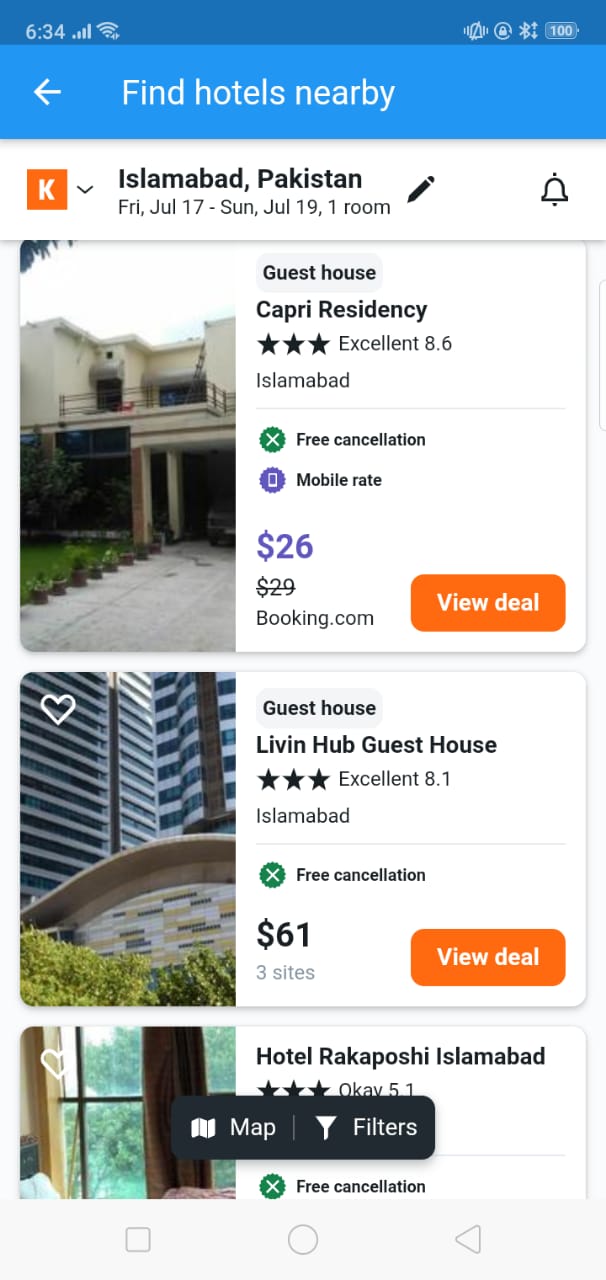 6:34
100
Find hotels nearby
K
Islamabad, Pakistan
Fri, Jul 17 - Sun, Jul 19, 1 room
Guest house
Capri Residency
Excellent 8.6
Islamabad
Free cancellation
Mobile rate
$26
$29
Booking.com
View deal
Guest house
Livin Hub Guest House
Excellent 8.1
Islamabad
Free cancellation
$61
3 sites
View deal
Hotel Rakaposhi Islamabad
Okay 5.1
Map
Filters
Free cancellation